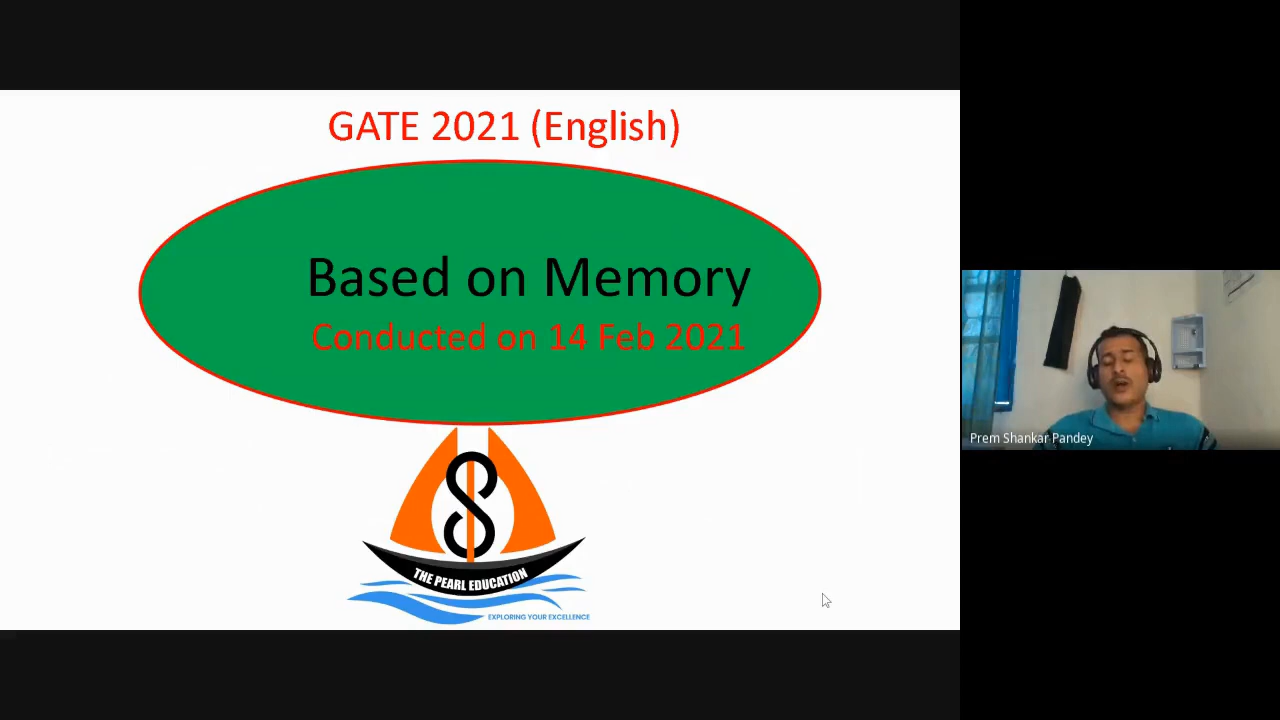 GATE 2021 (English)
Based on Memory
Conducted on 14 Feb 2021
THE PEARL EDUCATION
EXPLORING YOUR EXCELLENCE
Prem Shankar Pandey